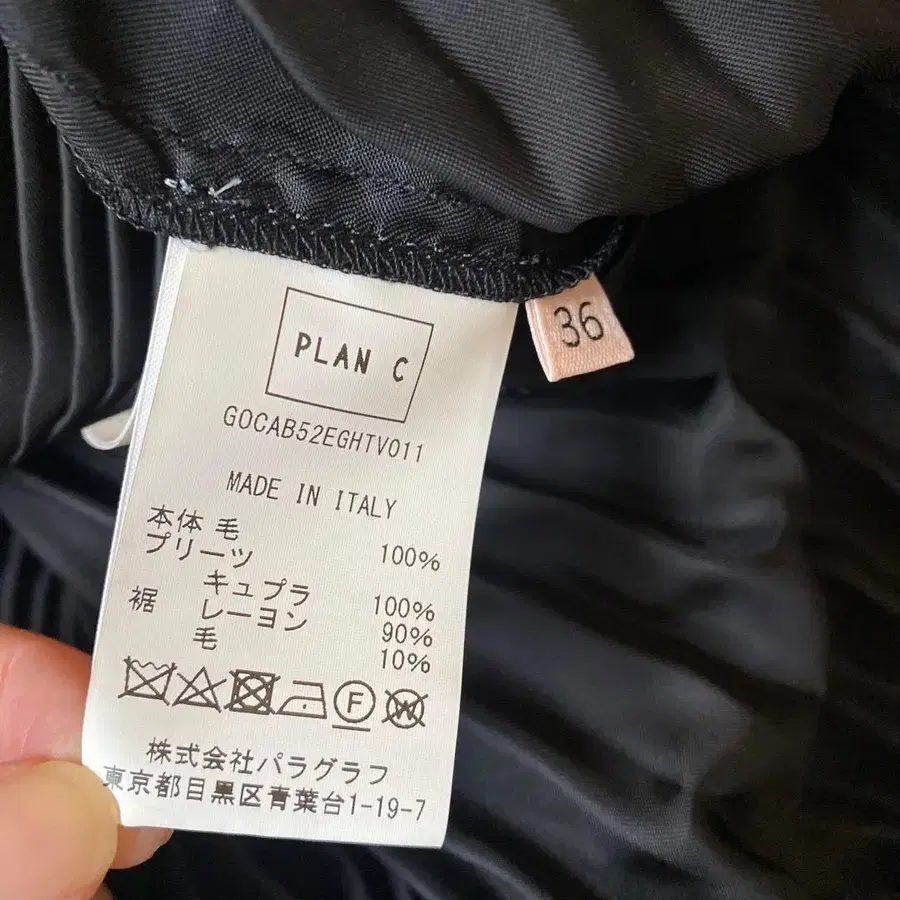 PLAN C
36
GOCAB52EGHTV011
MADE IN ITALY
本体 毛 100%
プリーツ
キュプラ 100%
裾 レーヨン 90%
毛 10%
F
W
株式会社パラグラフ
東京都目黒区青葉台1-19-7